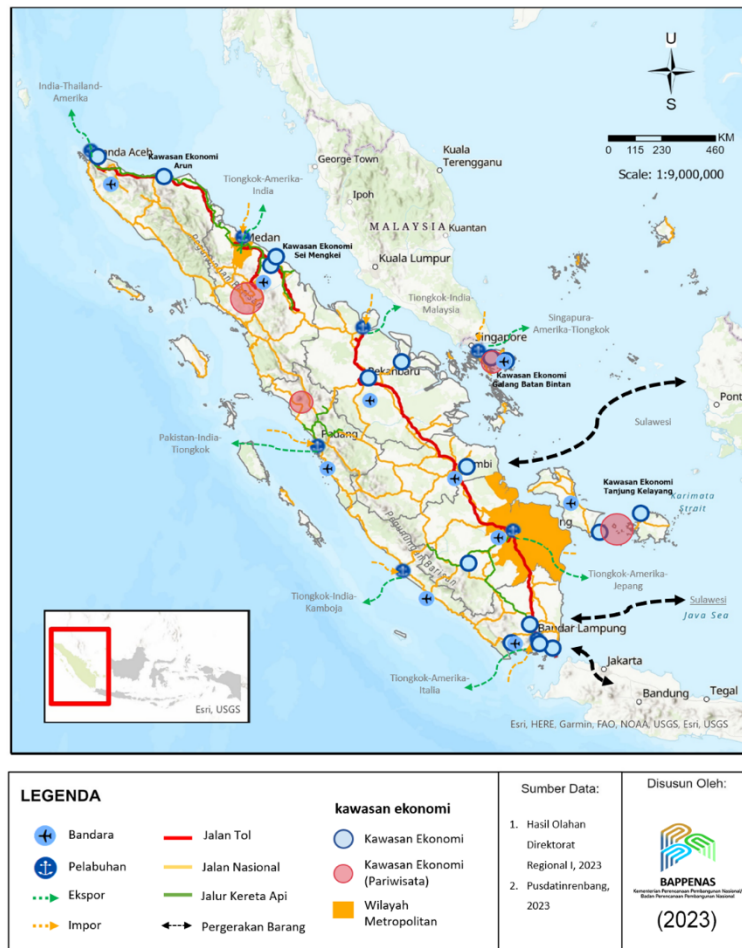 U
S
KM
0 115 230 460
Scale: 1:9,000,000
India-Thailand-
Amerika
nda Aceh
Kawasan Ekonomi
Arun
George Town
Kuala
Terengganu
Ipoh
Tiongkok-Amerika-
India
MALAYSIA
Kuantan
Medan
Kawasan Ekonomi
Sei Mengkei
Kuala Lumpur
Tiongkok-India-
Malaysia
Singapura-
Amerika-Tiongkok
Singapore
Kawasan Ekonomi
Galang Batan Bintan
ekanbaru
Pont
Sulawesi
Padang
Pakistan-India-
Tiongkok
mbi
Kawasan Ekonomi
Tanjung Kelayang
Karimata
Strait
ng
Tiongkok-India-
Kamboja
Tiongkok-Amerika-
Jepang
Sulawesi
Java Sea
Bandar Lampung
Tiongkok-Amerika-
Italia
Jakarta
Bandung
Tegal
Esri, USGS
Esri, HERE, Garmin, FAO, NOAA, USGS, Esri, USGS
LEGENDA
Bandara
Pelabuhan
Ekspor
Impor
Jalan Tol
Jalan Nasional
Jalur Kereta Api
Pergerakan Barang
kawasan ekonomi
Kawasan Ekonomi
Kawasan Ekonomi
(Pariwisata)
Wilayah
Metropolitan
Sumber Data:
1. Hasil Olahan
Direktorat
Regional I, 2023
2. Pusdatinrenbang,
2023
Disusun Oleh:
BAPPENAS
Kementerian Perencanaan Pembangunan Nasional/
Badan Perencanaan Pembangunan Nasional
(2023)